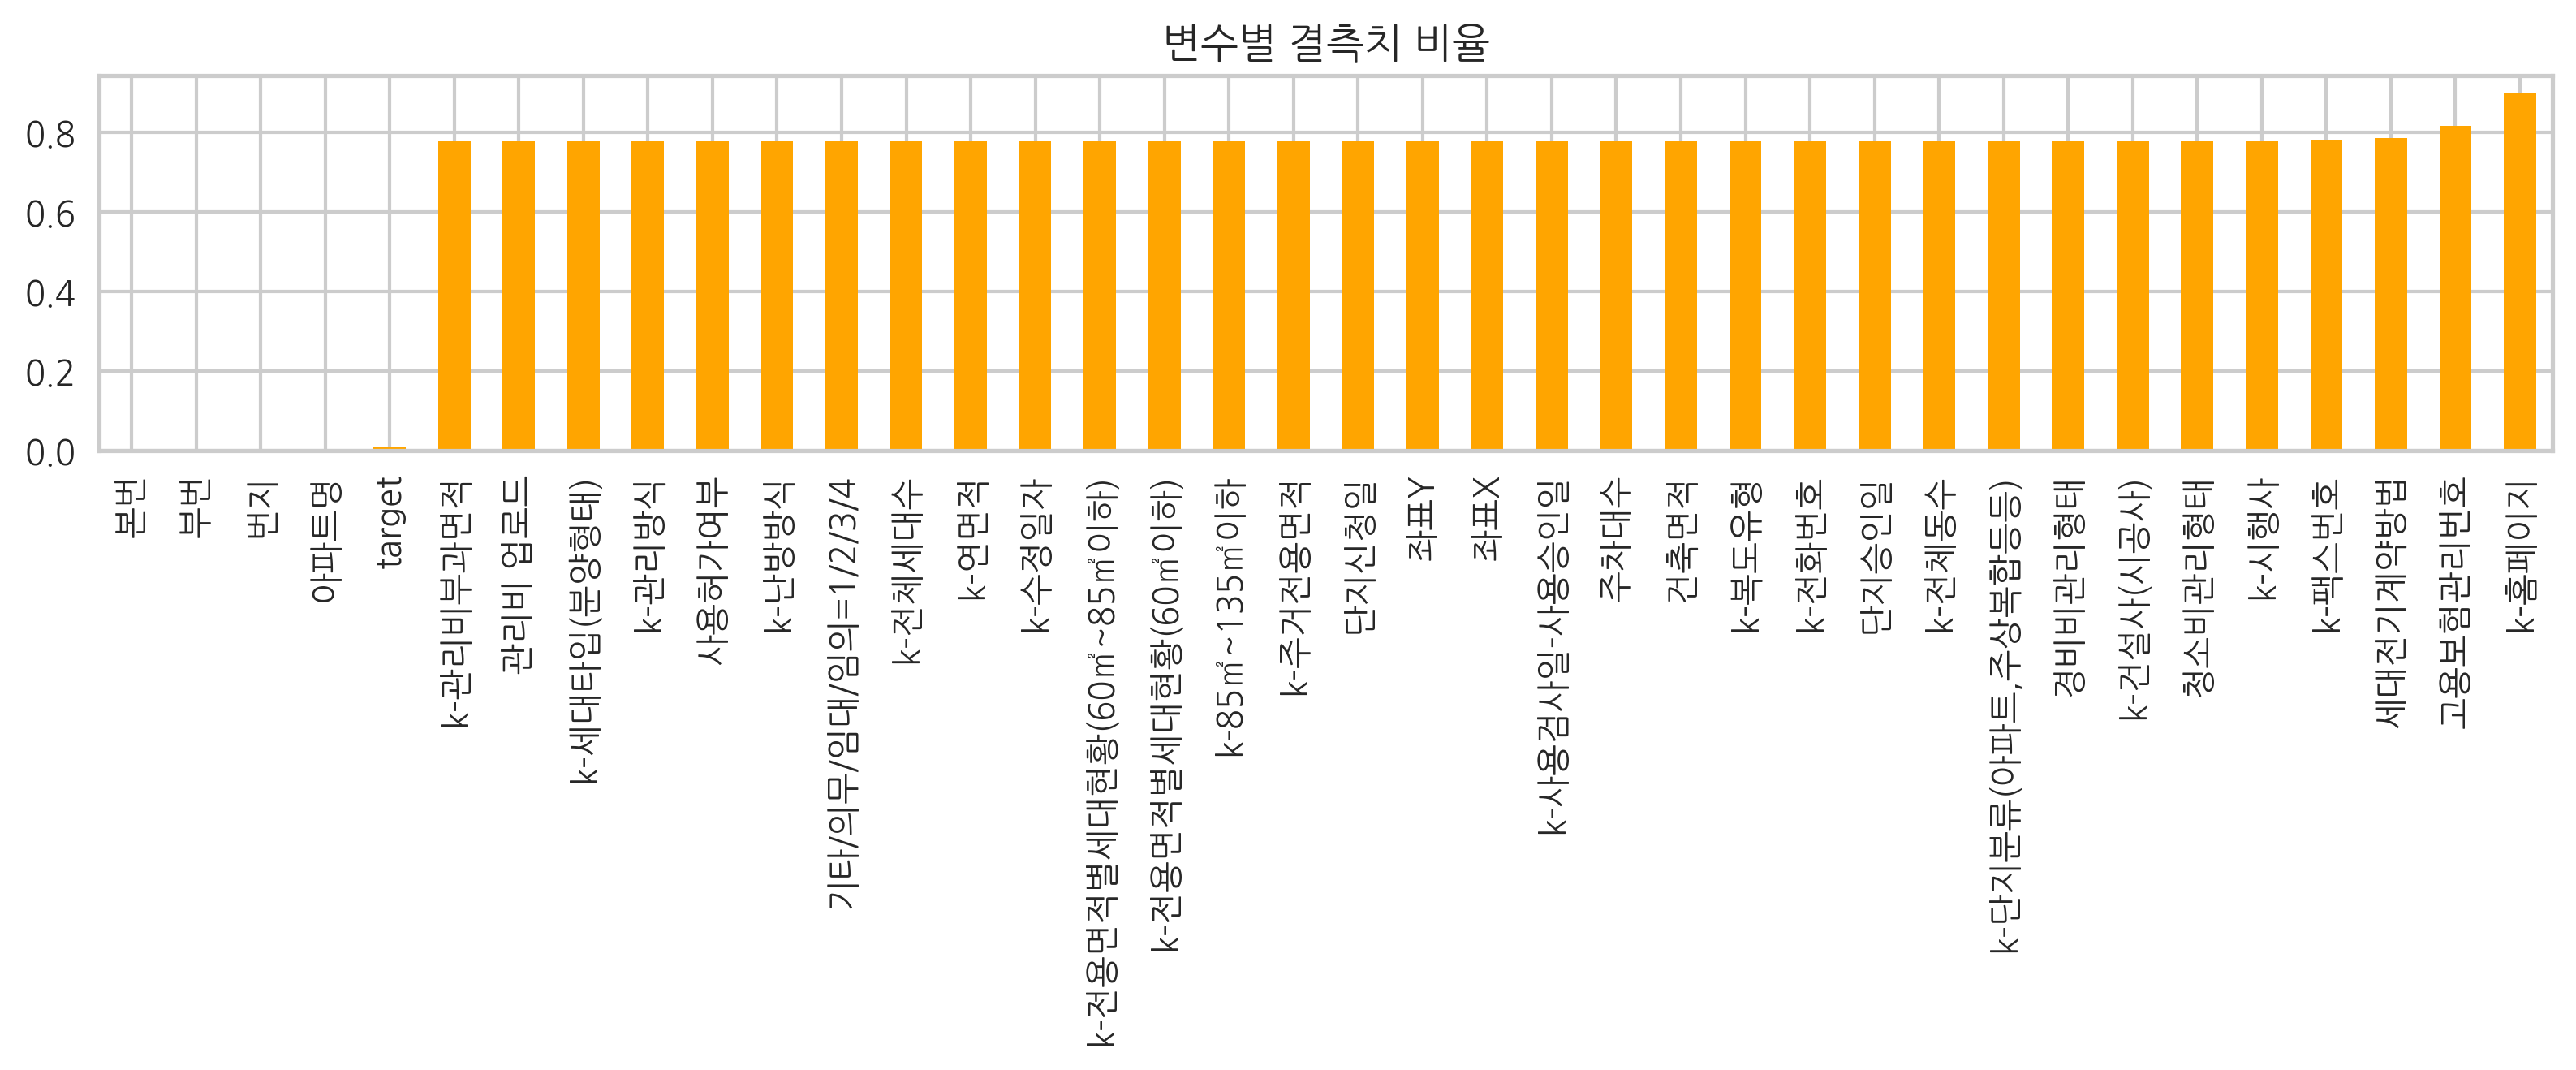 변수별 결측치 비율
0.8
0.6
0.4
0.2
0.0
본번
부번
번지
아파트명
target
k-관리비부과면적
관리비 업로드
k-세대타입(분양형태)
k-관리방식
사용허가여부
k-난방방식
기타/의무/임대/임의=1/2/3/4
k-전체세대수
k-연면적
k-수정일자
k-전용면적별세대현황(60㎡~85㎡이하)
k-전용면적별세대현황(60㎡이하)
k-85㎡~135㎡이하
k-주거전용면적
단지신청일
좌표Y
좌표X
k-사용검사일-사용승인일
주차대수
건축면적
k-복도유형
k-전화번호
단지승인일
k-전체동수
k-단지분류(아파트,주상복합등등)
경비비관리형태
k-건설사(시공사)
청소비관리형태
k-시행사
k-팩스번호
세대전기계약방법
고용보험관리번호
k-홈페이지